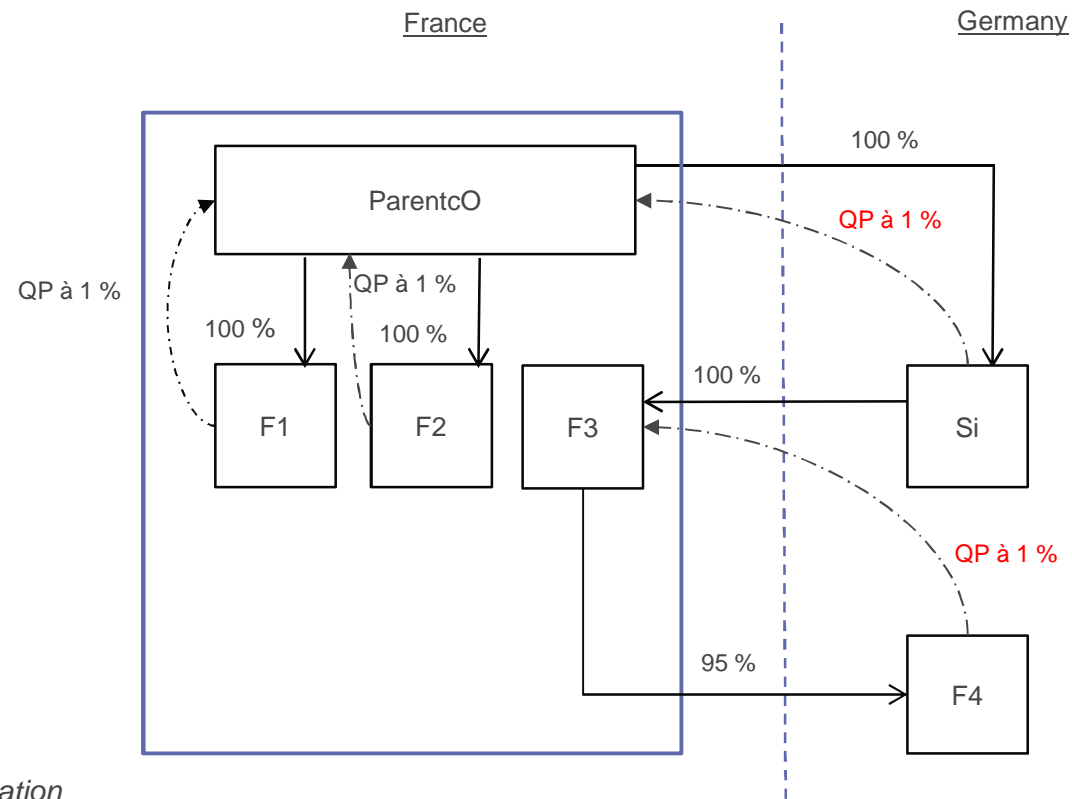 France
Germany
100 %
ParentcO
QP à 1 %
QP à 1 %
QP à 1 %
100 %
100 %
100 %
F1
F2
F3
Si
QP à 1 %
95 %
F4
ation